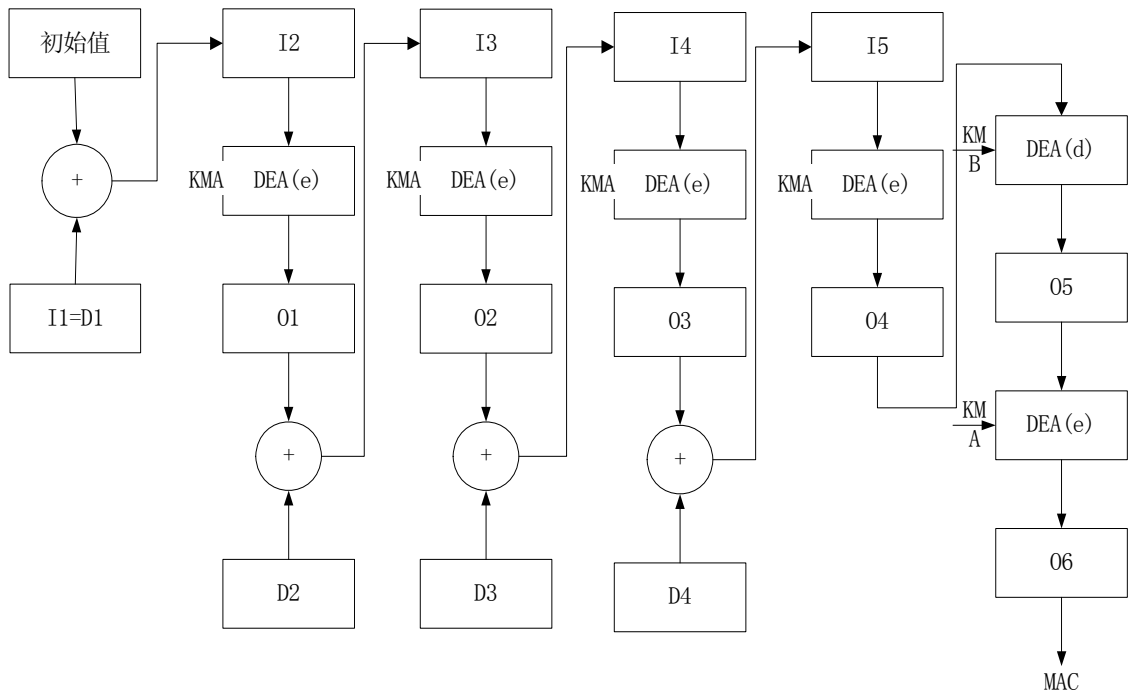 初始值
I2
I3
I4
I5
KM
B
DEA(d)
+
KMA
DEA(e)
KMA
DEA(e)
KMA
DEA(e)
KMA
DEA(e)
I1=D1
O1
O2
O3
O4
O5
KM
A
DEA(e)
+
+
+
D2
D3
D4
O6
MAC